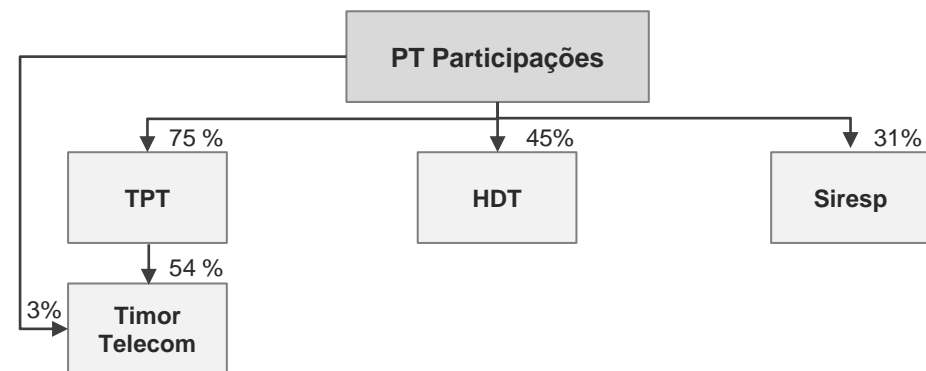 PT Participações
75 %
45%
31%
TPT
HDT
Siresp
54 %
3%
Timor
Telecom